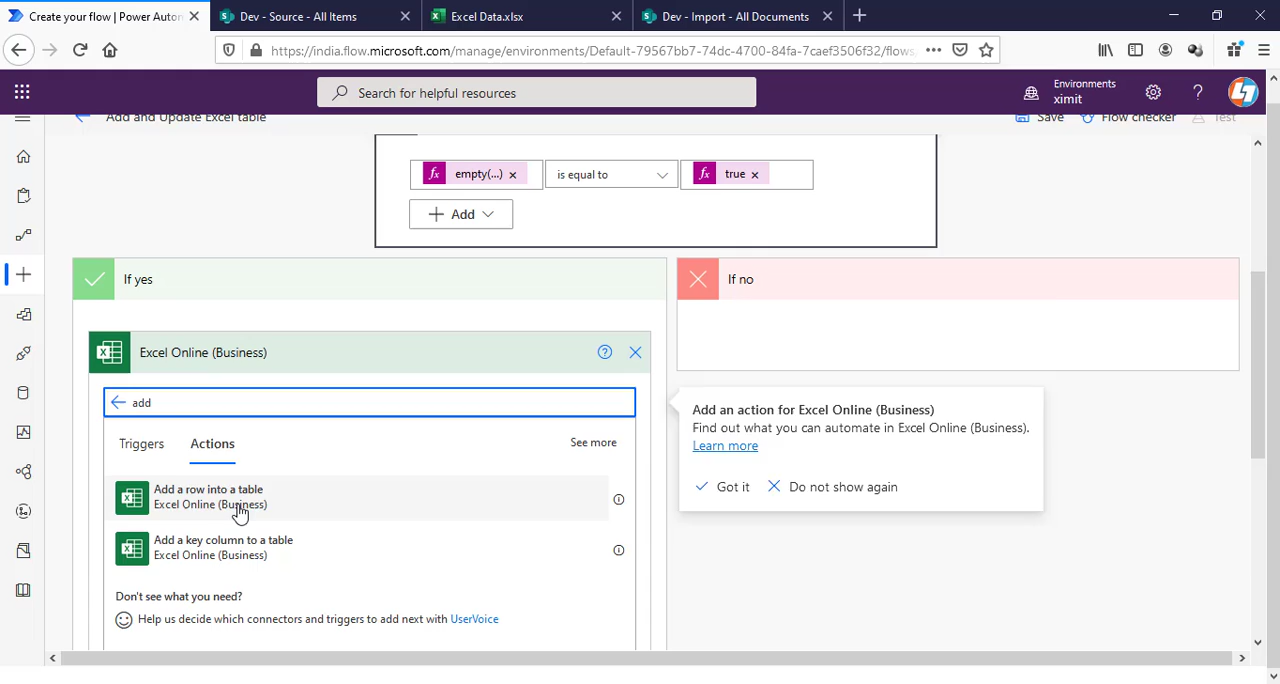 Create your flow | Power Autom
Dev - Source - All Items
Excel Data.xlsx
Dev - Import - All Documents
https://india.flow.microsoft.com/manage/environments/Default-79567bb7-74dc-4700-84fa-7caef3506f32/flows
Search for helpful resources
Environments
ximit
Add and Update Excel table
Save
Flow checker
Test
fx empty(...)
is equal to
fx true
Add
If yes
If no
Excel Online (Business)
add
Triggers
Actions
See more
Add a row into a table
Excel Online (Business)
Add a key column to a table
Excel Online (Business)
Don't see what you need?
Help us decide which connectors and triggers to add next with UserVoice
Add an action for Excel Online (Business)
Find out what you can automate in Excel Online (Business).
Learn more
Got it
Do not show again